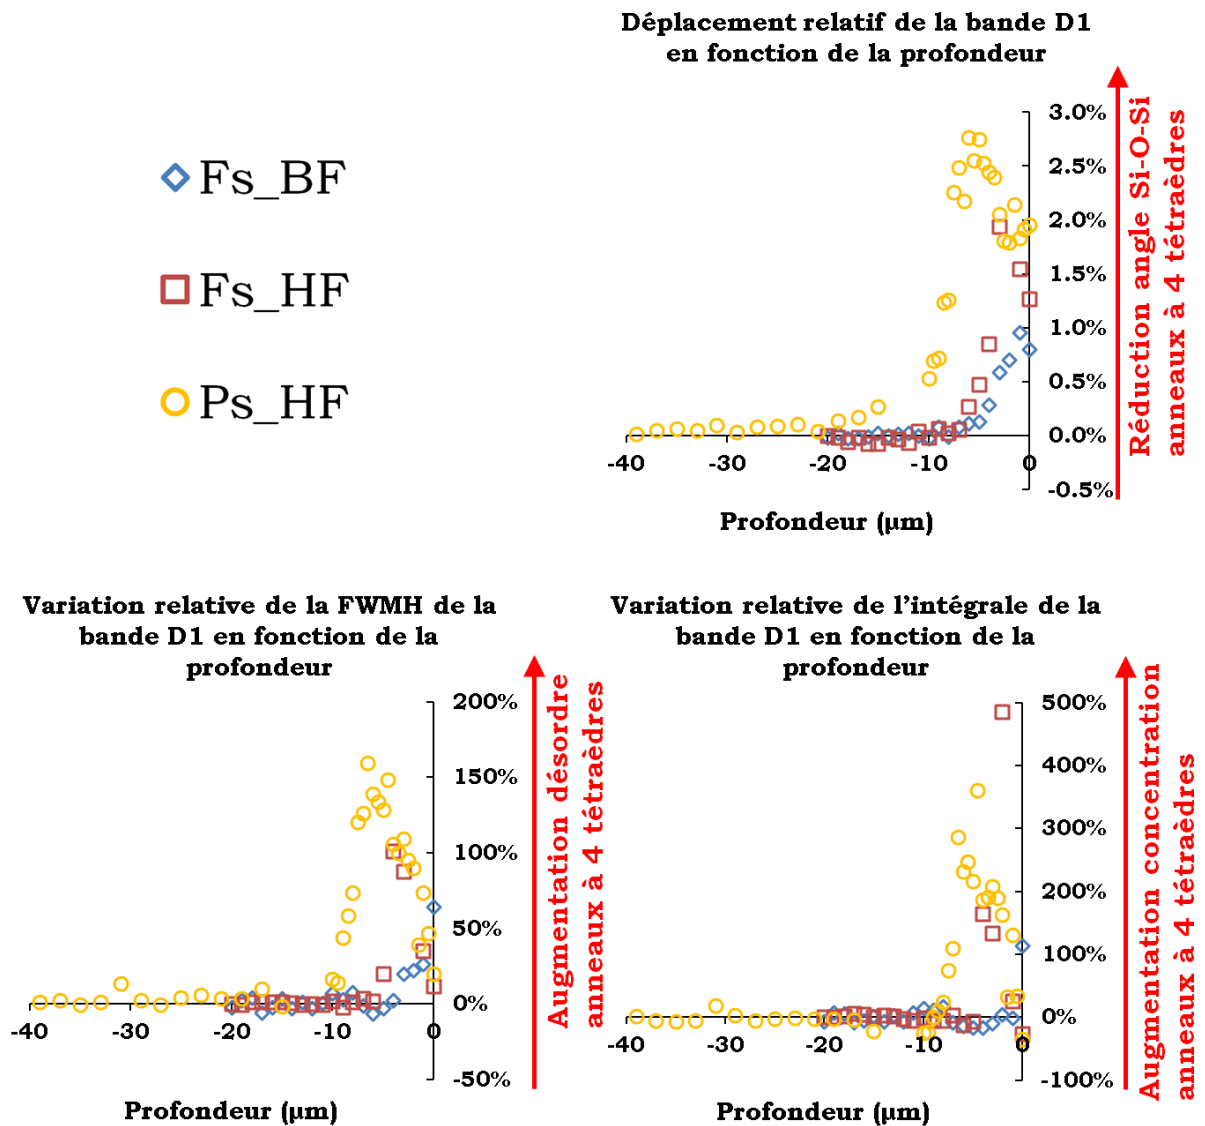 Déplacement relatif de la bande D1
en fonction de la profondeur
Fs_BF
Fs_HF
Ps_HF
3.0%
2.5%
2.0%
1.5%
1.0%
0.5%
0.0%
-0.5%
-40
-30
-20
-10
0
Profondeur (µm)
Réduction angle Si-O-Si
anneaux à 4 tétraèdres
Variation relative de la FWMH de la
bande D1 en fonction de la
profondeur
200%
150%
100%
50%
0%
-50%
-40
-30
-20
-10
0
Profondeur (µm)
Augmentation désordre
anneaux à 4 tétraèdres
Variation relative de l’intégrale de la
bande D1 en fonction de la
profondeur
500%
400%
300%
200%
100%
0%
-100%
-40
-30
-20
-10
0
Profondeur (µm)
Augmentation concentration
anneaux à 4 tétraèdres